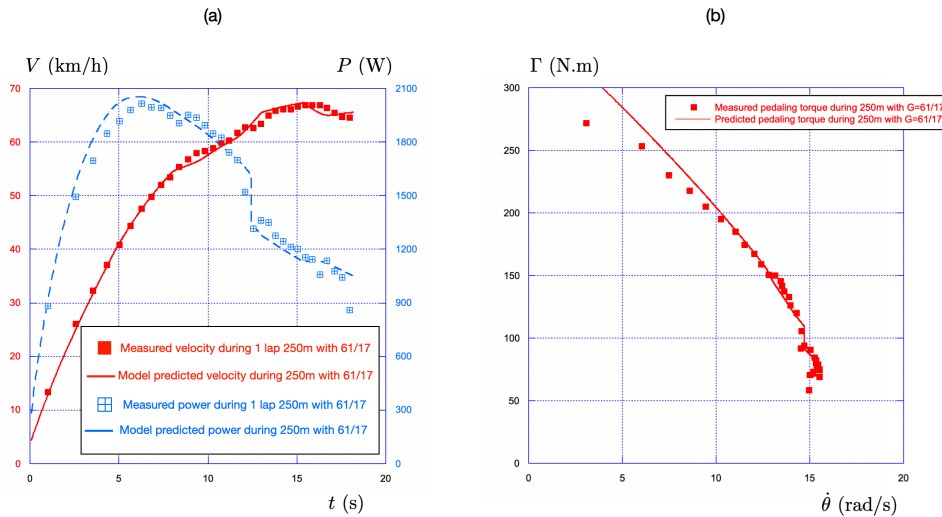 (a)
V (km/h)
P (W)
70
60
50
40
30
20
10
0
2100
1800
1500
1200
900
600
300
0
Measured velocity during 1 lap 250m with 61/17
Model predicted velocity during 250m with 61/17
Measured power during 1 lap 250m with 61/17
Model predicted power during 250m with 61/17
0 5 10 15 20
t (s)
(b)
Γ (N.m)
300
250
200
150
100
50
0
Measured pedaling torque during 250m with G=61/17
Predicted pedaling torque during 250m with G=61/17
0 5 10 15 20
θ̇ (rad/s)